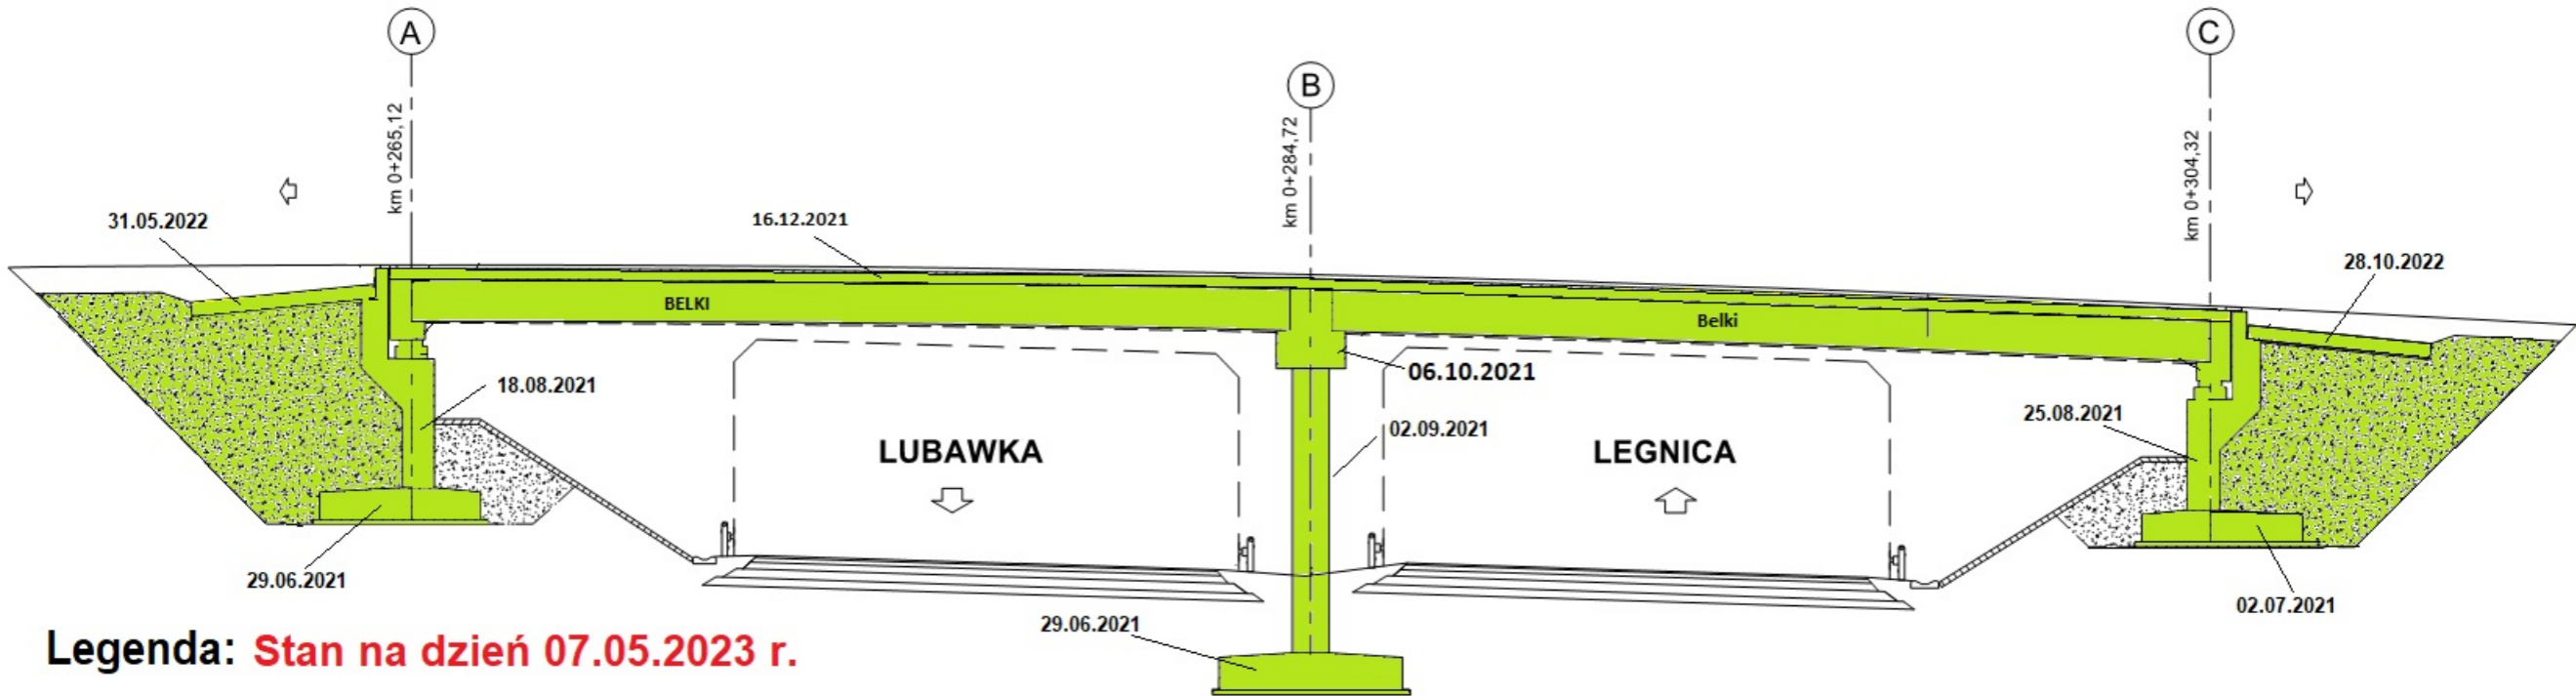 A
B
C
km 0+265,12
km 0+284,72
km 0+304,32
31.05.2022
16.12.2021
28.10.2022
BELKI
Belki
06.10.2021
18.08.2021
25.08.2021
02.09.2021
LUBAWKA
LEGNICA
29.06.2021
02.07.2021
29.06.2021
Legenda: Stan na dzień 07.05.2023 r.